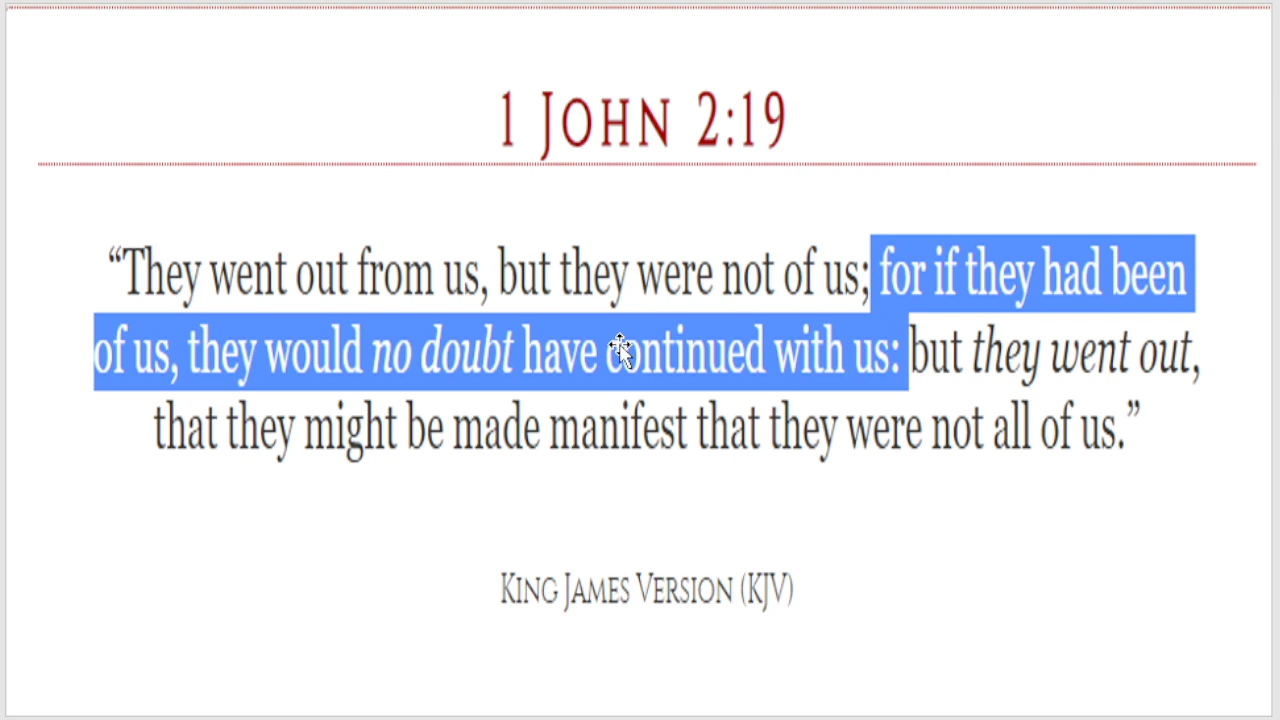 1 John 2:19
“They went out from us, but they were not of us; for if they had been
of us, they would no doubt have continued with us: but they went out,
that they might be made manifest that they were not all of us.”
King James Version (KJV)